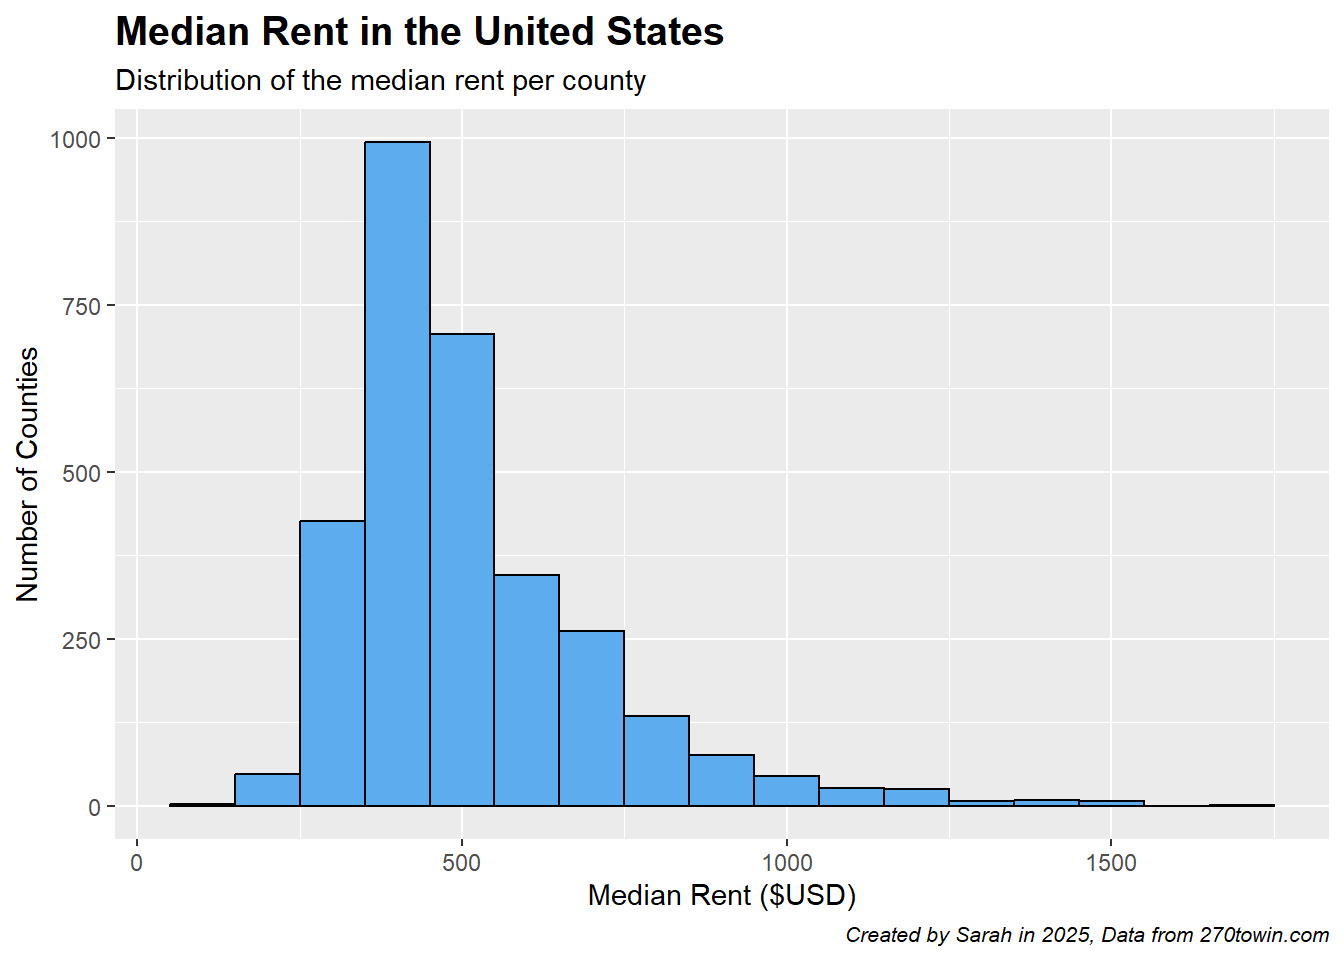 Median Rent in the United States
Distribution of the median rent per county
1000
750
500
250
0
Number of Counties
0 500 1000 1500
Median Rent ($USD)
Created by Sarah in 2025, Data from 270towin.com